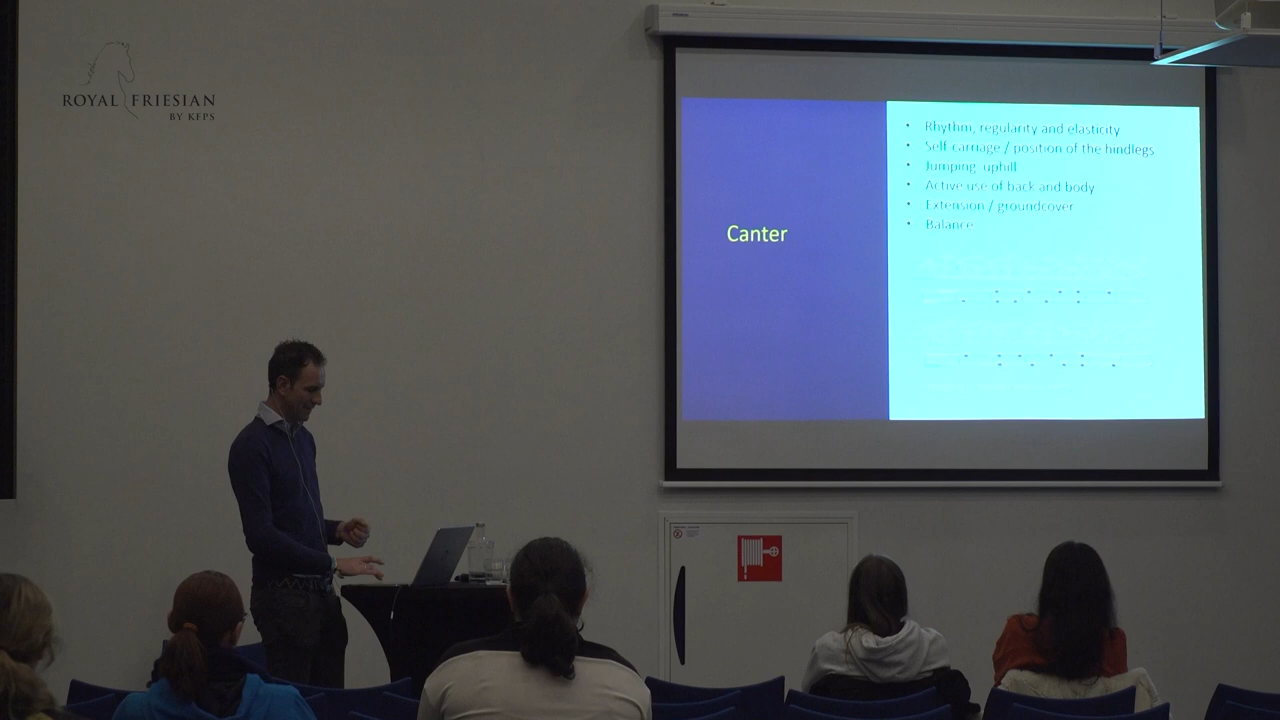 ROYAL FRIESIAN
BY KFPS
Canter
• Rhythm, regularity and elasticity
• Self carriage / position of the hindlegs
• Jumping uphill
• Active use of back and body
• Extension / groundcover
• Balance